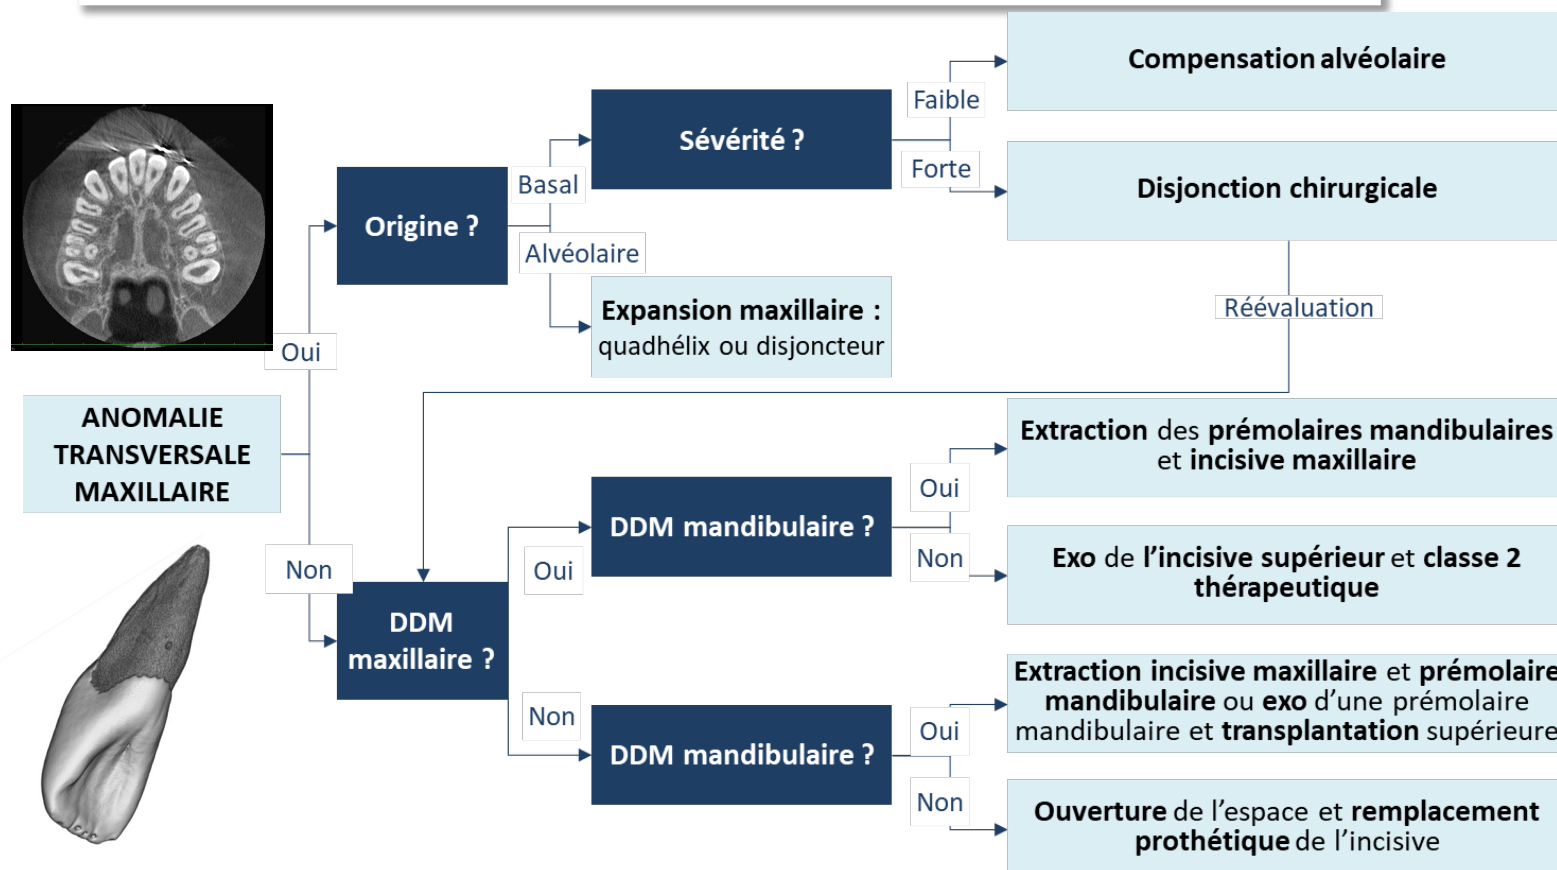 Compensation alvéolaire
Faible
Sévérité ?
Forte
Disjonction chirurgicale
Basal
Origine ?
Alvéolaire
Expansion maxillaire :
quadhélix ou disjoncteur
Réévaluation
Oui
ANOMALIE
TRANSVERSALE
MAXILLAIRE
Non
DDM
maxillaire ?
Oui
DDM mandibulaire ?
Oui
Extraction des prémolaires mandibulaires
et incisive maxillaire
Non
Exo de l’incisive supérieur et classe 2
thérapeutique
Non
DDM mandibulaire ?
Oui
Extraction incisive maxillaire et prémolaire
mandibulaire ou exo d’une prémolaire
mandibulaire et transplantation supérieure
Non
Ouverture de l’espace et remplacement
prothétique de l’incisive